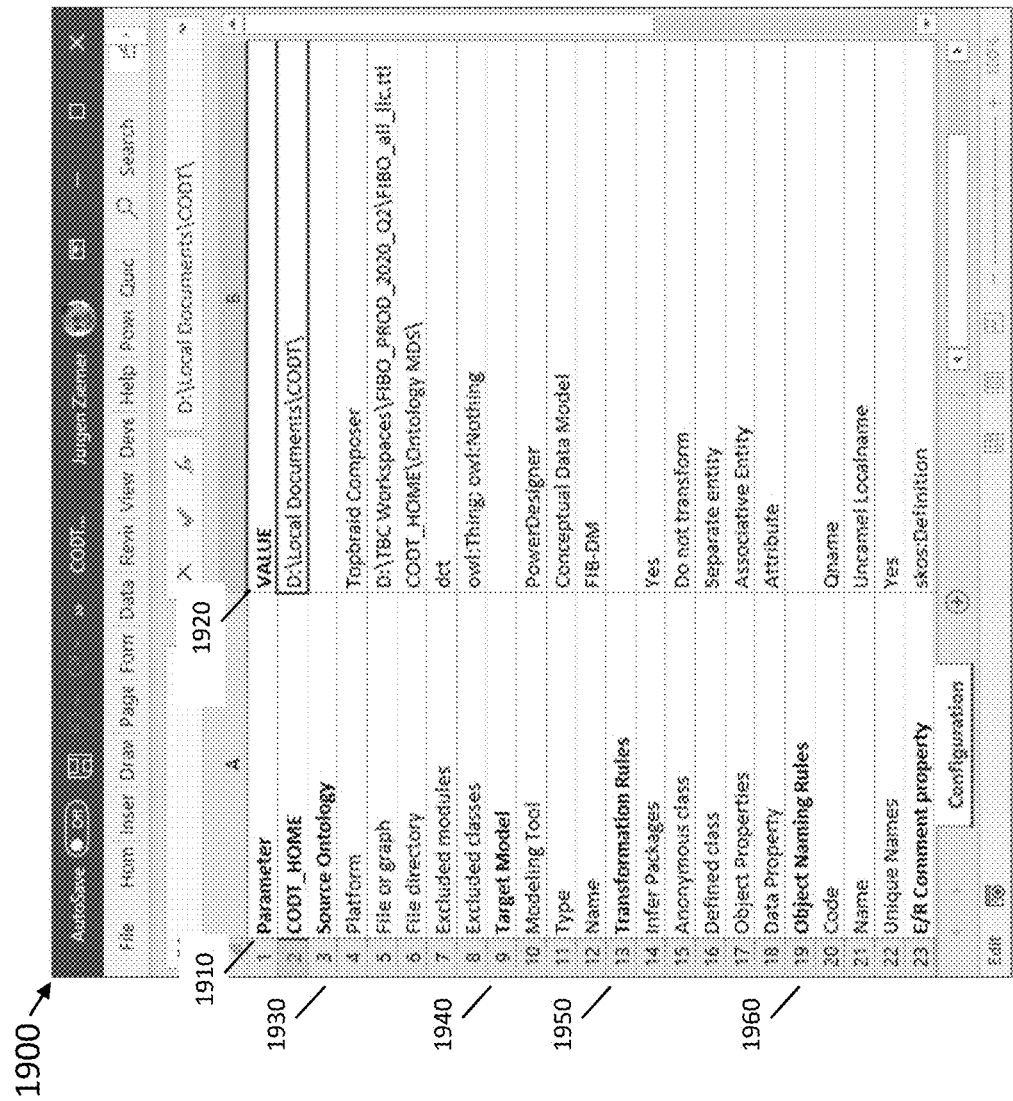 1900
AutoSave On CODT... Jurgen Ziemer
File Hom Inser Draw Page Form Data Revi View Deve Help Powe Quic Search
D:\Local Documents\CODT\
1910
1920
A B
1 Parameter VALUE
2 CODT_HOME D:\Local Documents\CODT\
1930
3 Source Ontology
4 Platform Topbraid Composer
5 File or graph D:\TBC Workspaces\FIBO_PROD_2020_Q2\FIBO_all_llc.ttl
6 File directory CODT_HOME\Ontology MDS\
7 Excluded modules dct
8 Excluded classes owl:Thing; owl:Nothing
1940
9 Target Model
10 Modeling Tool PowerDesigner
11 Type Conceptual Data Model
12 Name FIB-DM
1950
13 Transformation Rules
14 Infer Packages Yes
15 Anonymous class Do not transform
16 Defined class Separate entity
17 Object Properties Associative Entity
18 Data Property Attribute
1960
19 Object Naming Rules
20 Code Qname
21 Name Uncamel Localname
22 Unique Names Yes
23 E/R Comment property skos:Definition
Configuration
Edit